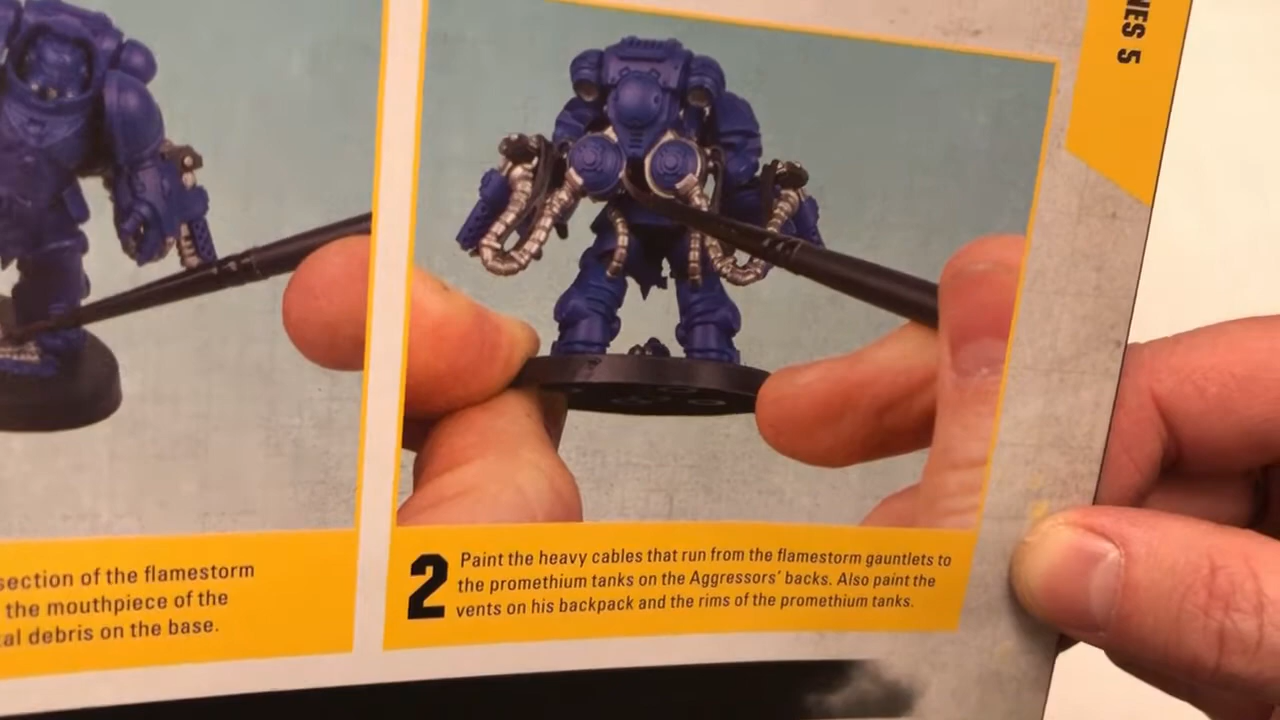 NES 5
section of the flamestorm
the mouthpiece of the
tal debris on the base.
2
Paint the heavy cables that run from the flamestorm gauntlets to
the promethium tanks on the Aggressors' backs. Also paint the
vents on his backpack and the rims of the promethium tanks.